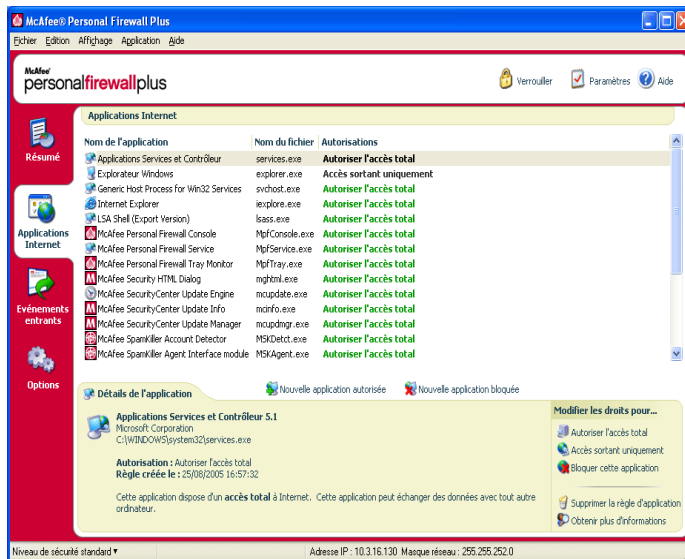 McAfee® Personal Firewall Plus
Fichier Edition Affichage Application Aide
McAfee®
personalfirewallplus
Verrouiller Paramètres Aide
Résumé
Applications Internet
Evénements entrants
Options
Applications Internet
Nom de l'application Nom du fichier Autorisations
Applications Services et Contrôleur services.exe Autoriser l'accès total
Explorateur Windows explorer.exe Accès sortant uniquement
Generic Host Process for Win32 Services svchost.exe Autoriser l'accès total
Internet Explorer iexplore.exe Autoriser l'accès total
LSA Shell (Export Version) lsass.exe Autoriser l'accès total
McAfee Personal Firewall Console MpfConsole.exe Autoriser l'accès total
McAfee Personal Firewall Service MpfService.exe Autoriser l'accès total
McAfee Personal Firewall Tray Monitor MpfTray.exe Autoriser l'accès total
McAfee Security HTML Dialog mghtml.exe Autoriser l'accès total
McAfee SecurityCenter Update Engine mcupdate.exe Autoriser l'accès total
McAfee SecurityCenter Update Info mcinfo.exe Autoriser l'accès total
McAfee SecurityCenter Update Manager mcupdmgr.exe Autoriser l'accès total
McAfee SpamKiller Account Detector MSKDetct.exe Autoriser l'accès total
McAfee SpamKiller Agent Interface module MSKAgent.exe Autoriser l'accès total
Détails de l'application
Nouvelle application autorisée Nouvelle application bloquée
Applications Services et Contrôleur 5.1
Microsoft Corporation
C:\WINDOWS\system32\services.exe
Autorisation : Autoriser l'accès total
Règle créée le : 25/08/2005 16:57:32
Cette application dispose d'un accès total à Internet. Cette application peut échanger des données avec tout autre
ordinateur.
Modifier les droits pour...
Autoriser l'accès total
Accès sortant uniquement
Bloquer cette application
Supprimer la règle d'application
Obtenir plus d'informations
Niveau de sécurité standard Adresse IP : 10.3.16.130 Masque réseau : 255.255.252.0